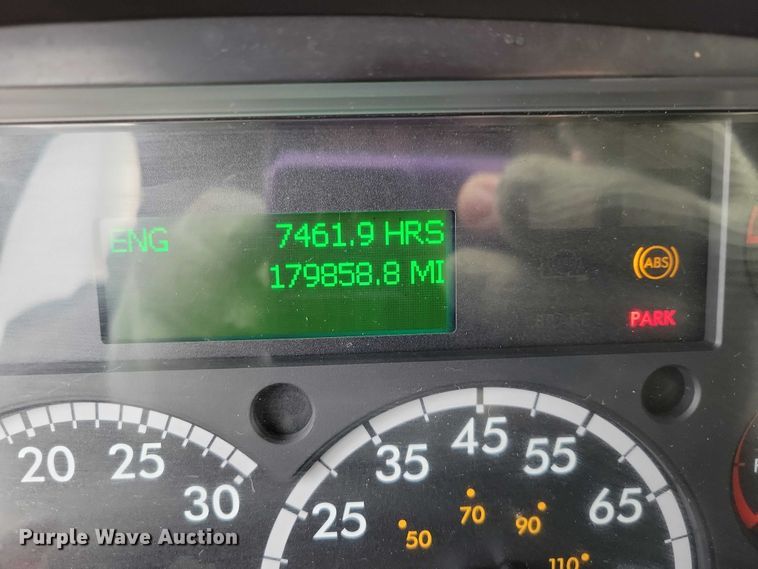 ENG 7461.9 HRS
179858.8 MI
ABS
PARK
20 25 30
25 35 45 55 65
50 70 90 110
Purple Wave Auction®